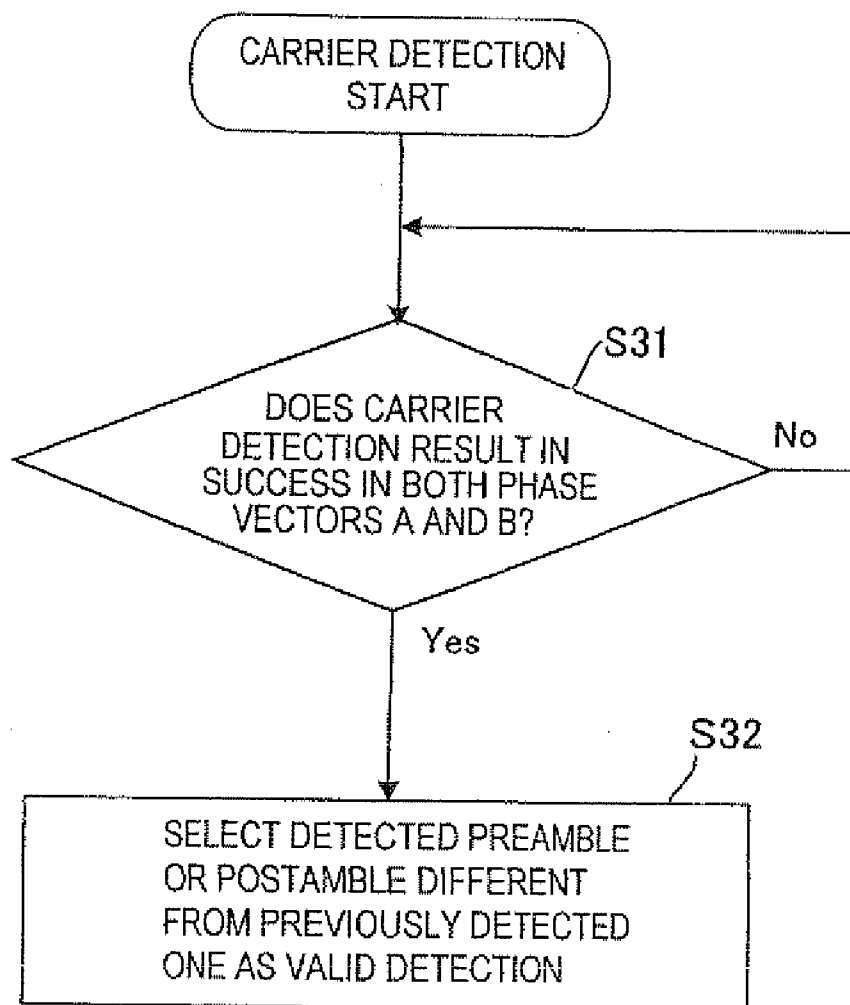 CARRIER DETECTION
START
S31
DOES CARRIER
DETECTION RESULT IN
SUCCESS IN BOTH PHASE
VECTORS A AND B?
No
Yes
S32
SELECT DETECTED PREAMBLE
OR POSTAMBLE DIFFERENT
FROM PREVIOUSLY DETECTED
ONE AS VALID DETECTION